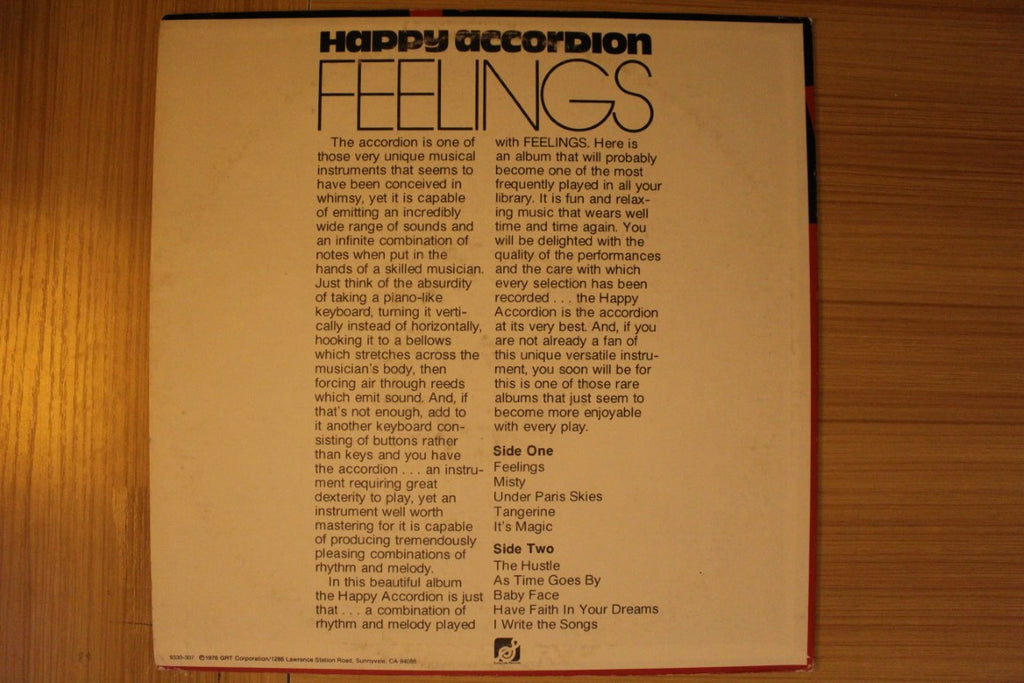 Happy accordion
FEELINGS
The accordion is one of
those very unique musical
instruments that seems to
have been conceived in
whimsy, yet it is capable
of emitting an incredibly
wide range of sounds and
an infinite combination of
notes when put in the
hands of a skilled musician.
Just think of the absurdity
of taking a piano-like
keyboard, turning it verti-
cally instead of horizontally,
hooking it to a bellows
which stretches across the
musician's body, then
forcing air through reeds
which emit sound. And, if
that's not enough, add to
it another keyboard con-
sisting of buttons rather
than keys and you have
the accordion . . . an instru-
ment requiring great
dexterity to play, yet an
instrument well worth
mastering for it is capable
of producing tremendously
pleasing combinations of
rhythm and melody.
In this beautiful album
the Happy Accordion is just
that . . . a combination of
rhythm and melody played
with FEELINGS. Here is
an album that will probably
become one of the most
frequently played in all your
library. It is fun and relax-
ing music that wears well
time and time again. You
will be delighted with the
quality of the performances
and the care with which
every selection has been
recorded . . . the Happy
Accordion is the accordion
at its very best. And, if you
are not already a fan of
this unique versatile instru-
ment, you soon will be for
this is one of those rare
albums that just seem to
become more enjoyable
with every play.
Side One
Feelings
Misty
Under Paris Skies
Tangerine
It's Magic
Side Two
The Hustle
As Time Goes By
Baby Face
Have Faith In Your Dreams
I Write the Songs
9330-307 ℗1976 GRT Corporation/1286 Lawrence Station Road, Sunnyvale, CA 94086